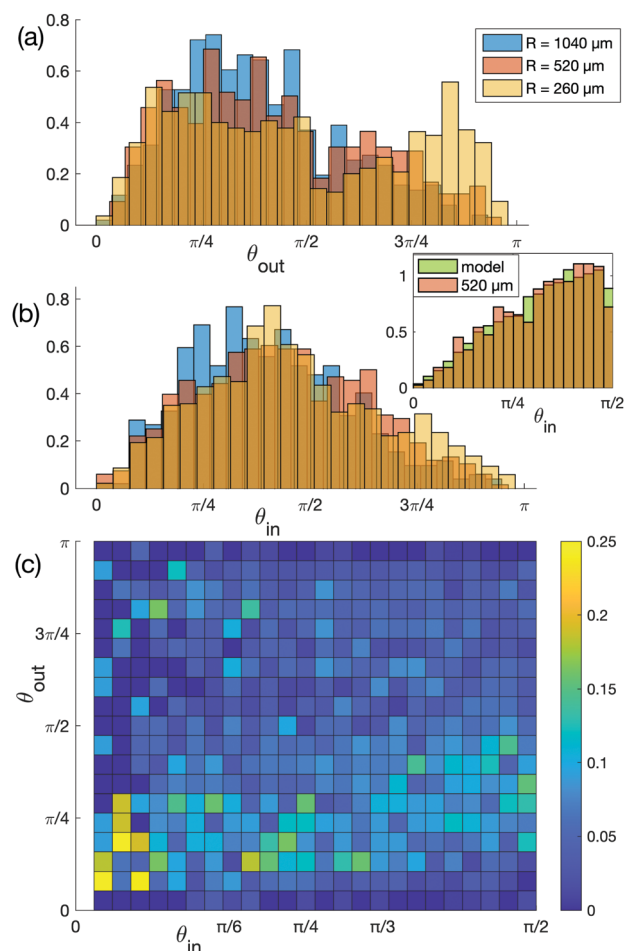 (a)
0.8
0.6
0.4
0.2
0
R = 1040 µm
R = 520 µm
R = 260 µm
0 π/4 π/2 3π/4 π
θout
(b)
0.8
0.6
0.4
0.2
0
0 π/4 π/2 3π/4 π
θin
model
520 µm
1
0.5
0
0 π/4 π/2
θin
(c)
π
3π/4
π/2
π/4
0
θout
0 π/6 π/4 π/3 π/2
θin
0.25
0.2
0.15
0.1
0.05
0